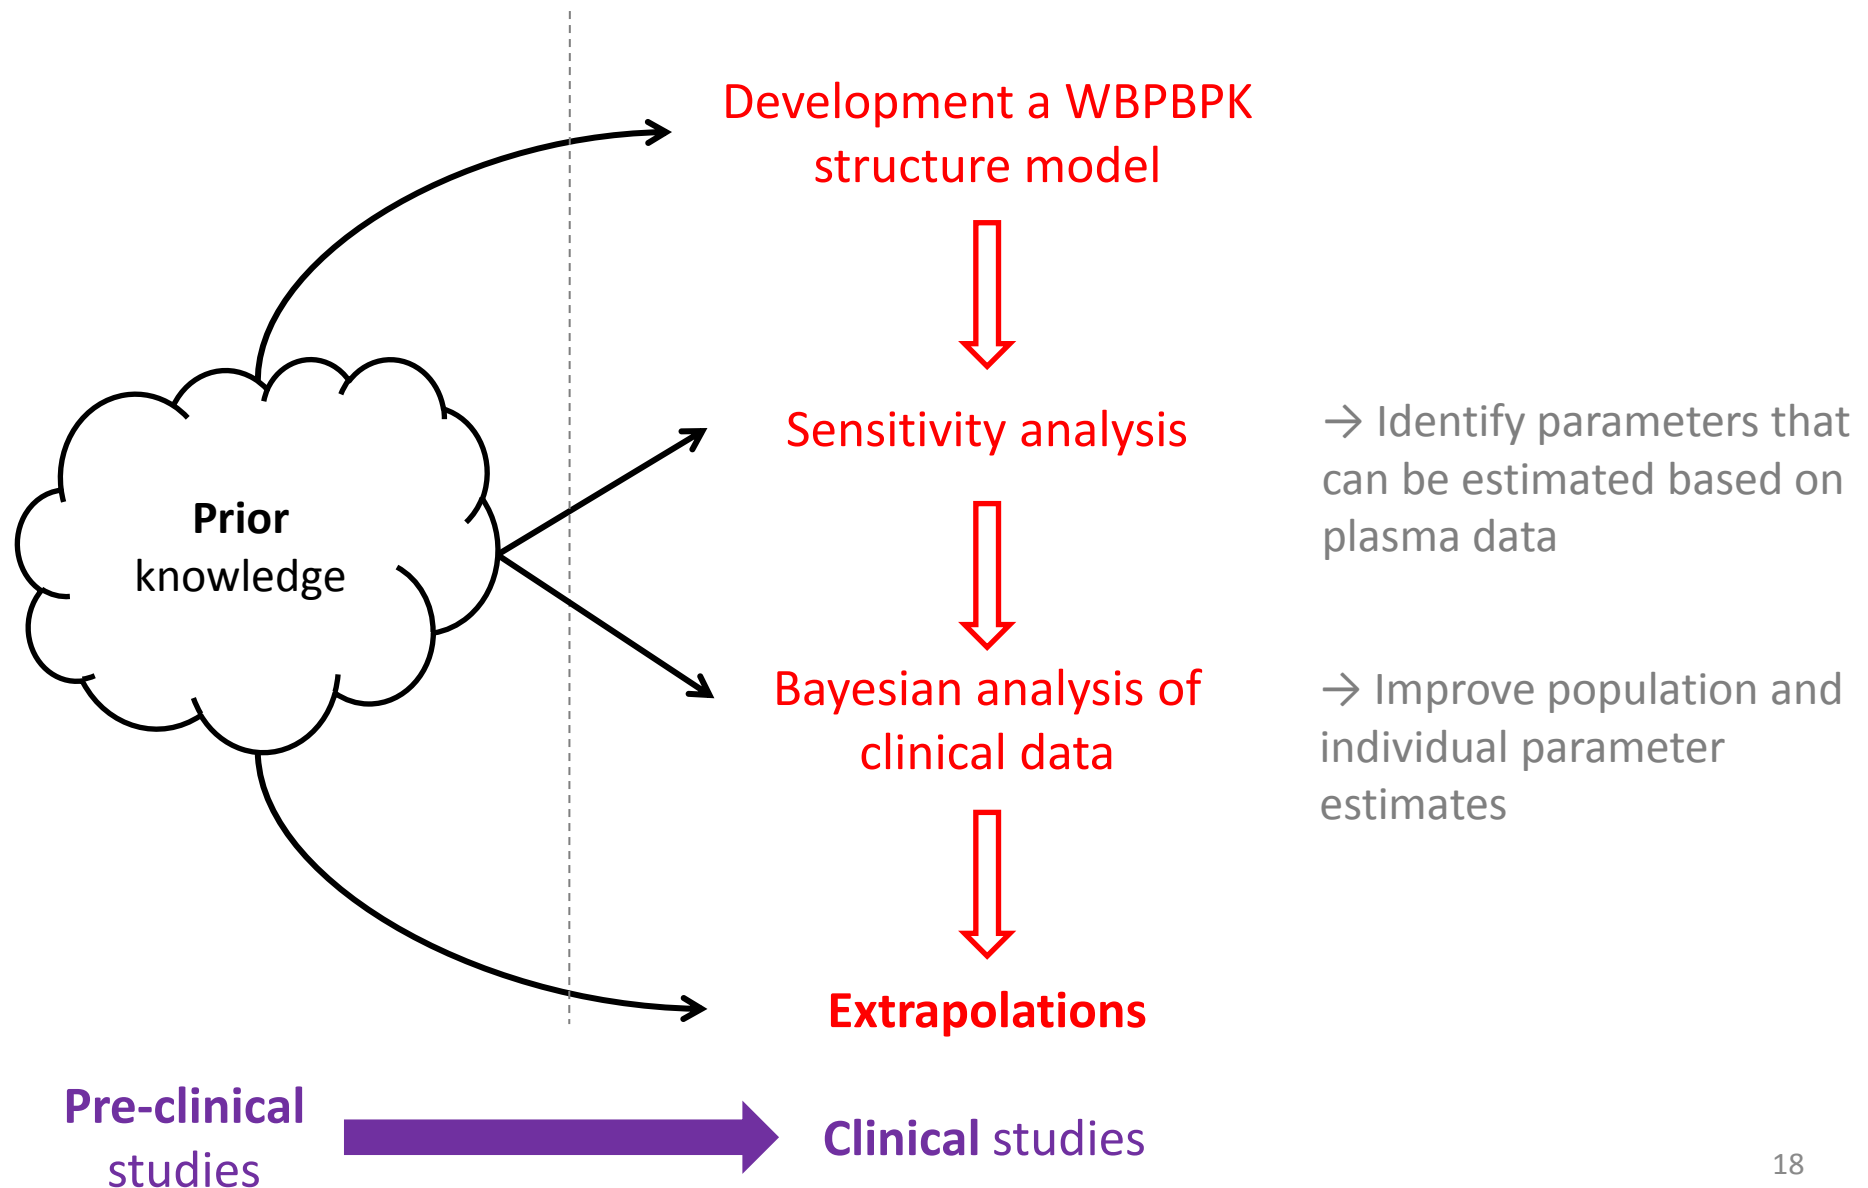 Development a WBPBPK
structure model
Sensitivity analysis
→ Identify parameters that
can be estimated based on
plasma data
Prior
knowledge
Bayesian analysis of
clinical data
→ Improve population and
individual parameter
estimates
Extrapolations
Pre-clinical
studies
Clinical studies
18